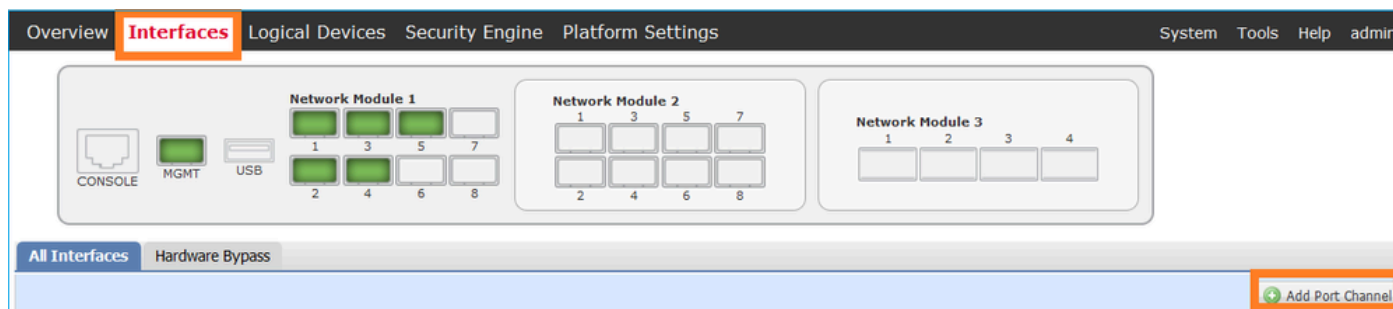 Overview Interfaces Logical Devices Security Engine Platform Settings System Tools Help admin
Network Module 1
1 3 5 7
2 4 6 8
CONSOLE MGMT USB
Network Module 2
1 3 5 7
2 4 6 8
Network Module 3
1 2 3 4
All Interfaces Hardware Bypass
Add Port Channel